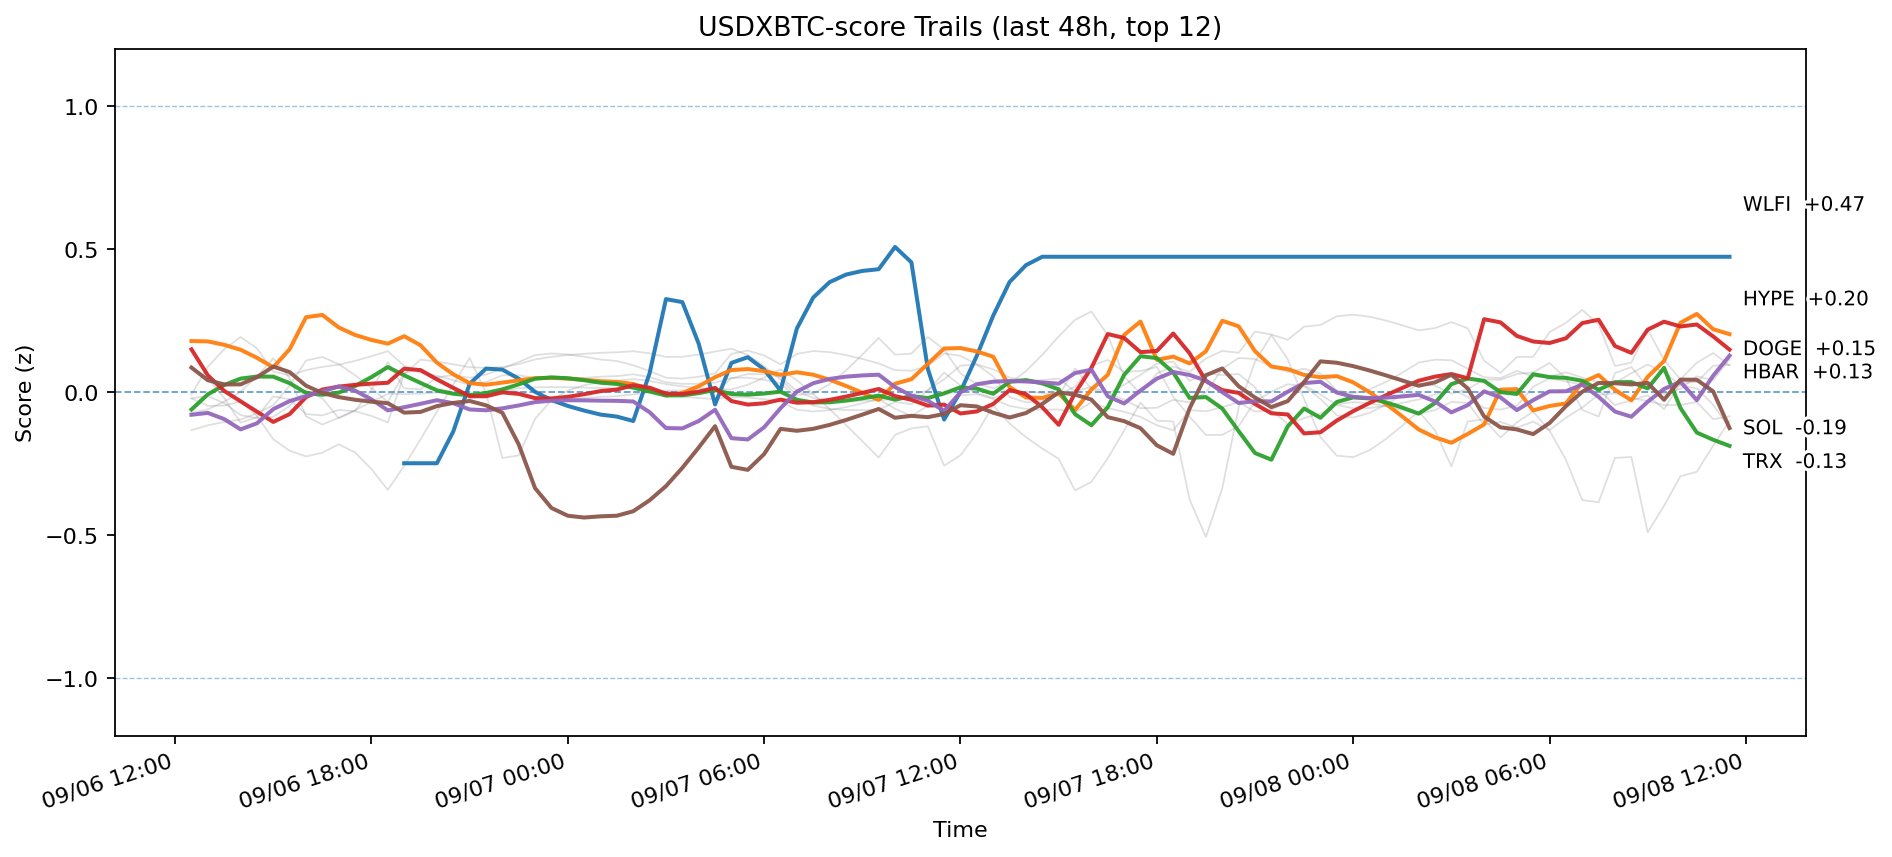 USDXBTC-score Trails (last 48h, top 12)
Score (z)
1.0
0.5
0.0
−0.5
−1.0
WLFI +0.47
HYPE +0.20
DOGE +0.15
HBAR +0.13
SOL -0.19
TRX -0.13
09/06 12:00
09/06 18:00
09/07 00:00
09/07 06:00
09/07 12:00
09/07 18:00
09/08 00:00
09/08 06:00
09/08 12:00
Time